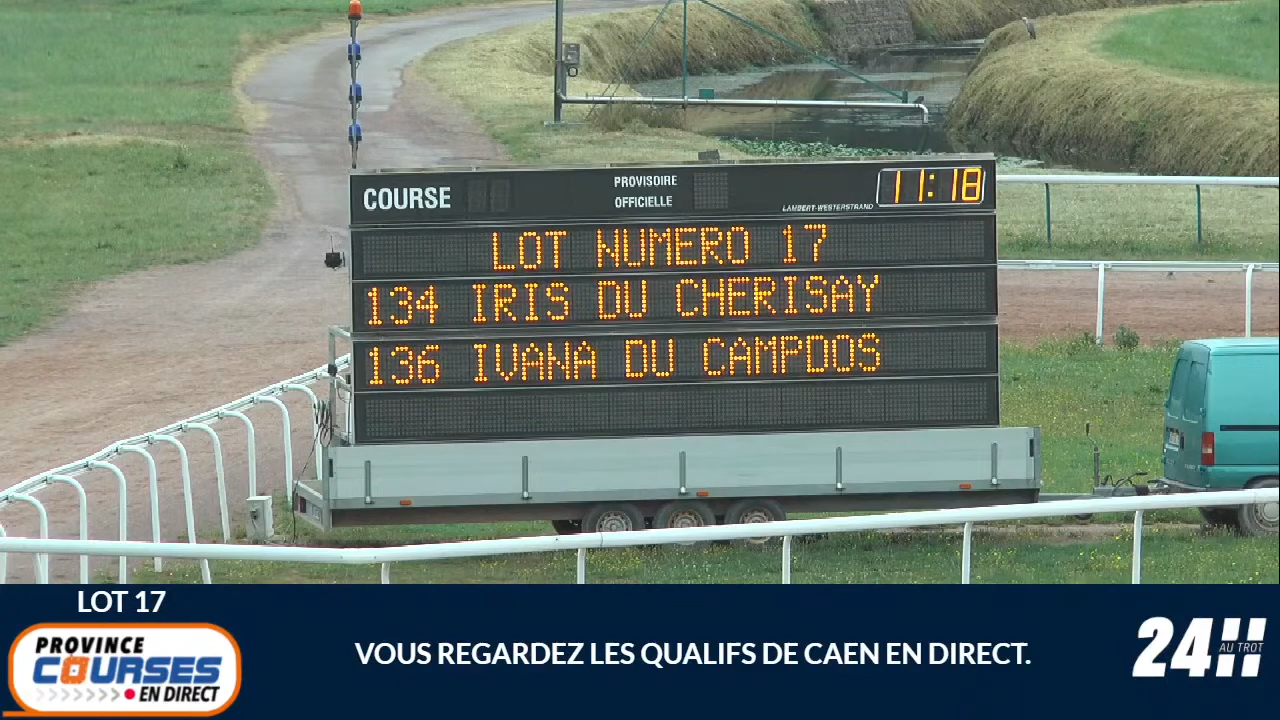 COURSE
PROVISOIRE
OFFICIELLE
11:18
LAMBERT-WESTERSTRAND
LOT NUMERO 17
134 IRIS DU CHERISAY
136 IVANA DU CAMPDOS
LOT 17
PROVINCE
COURSES
EN DIRECT
VOUS REGARDEZ LES QUALIFS DE CAEN EN DIRECT.
24H
AU TROT